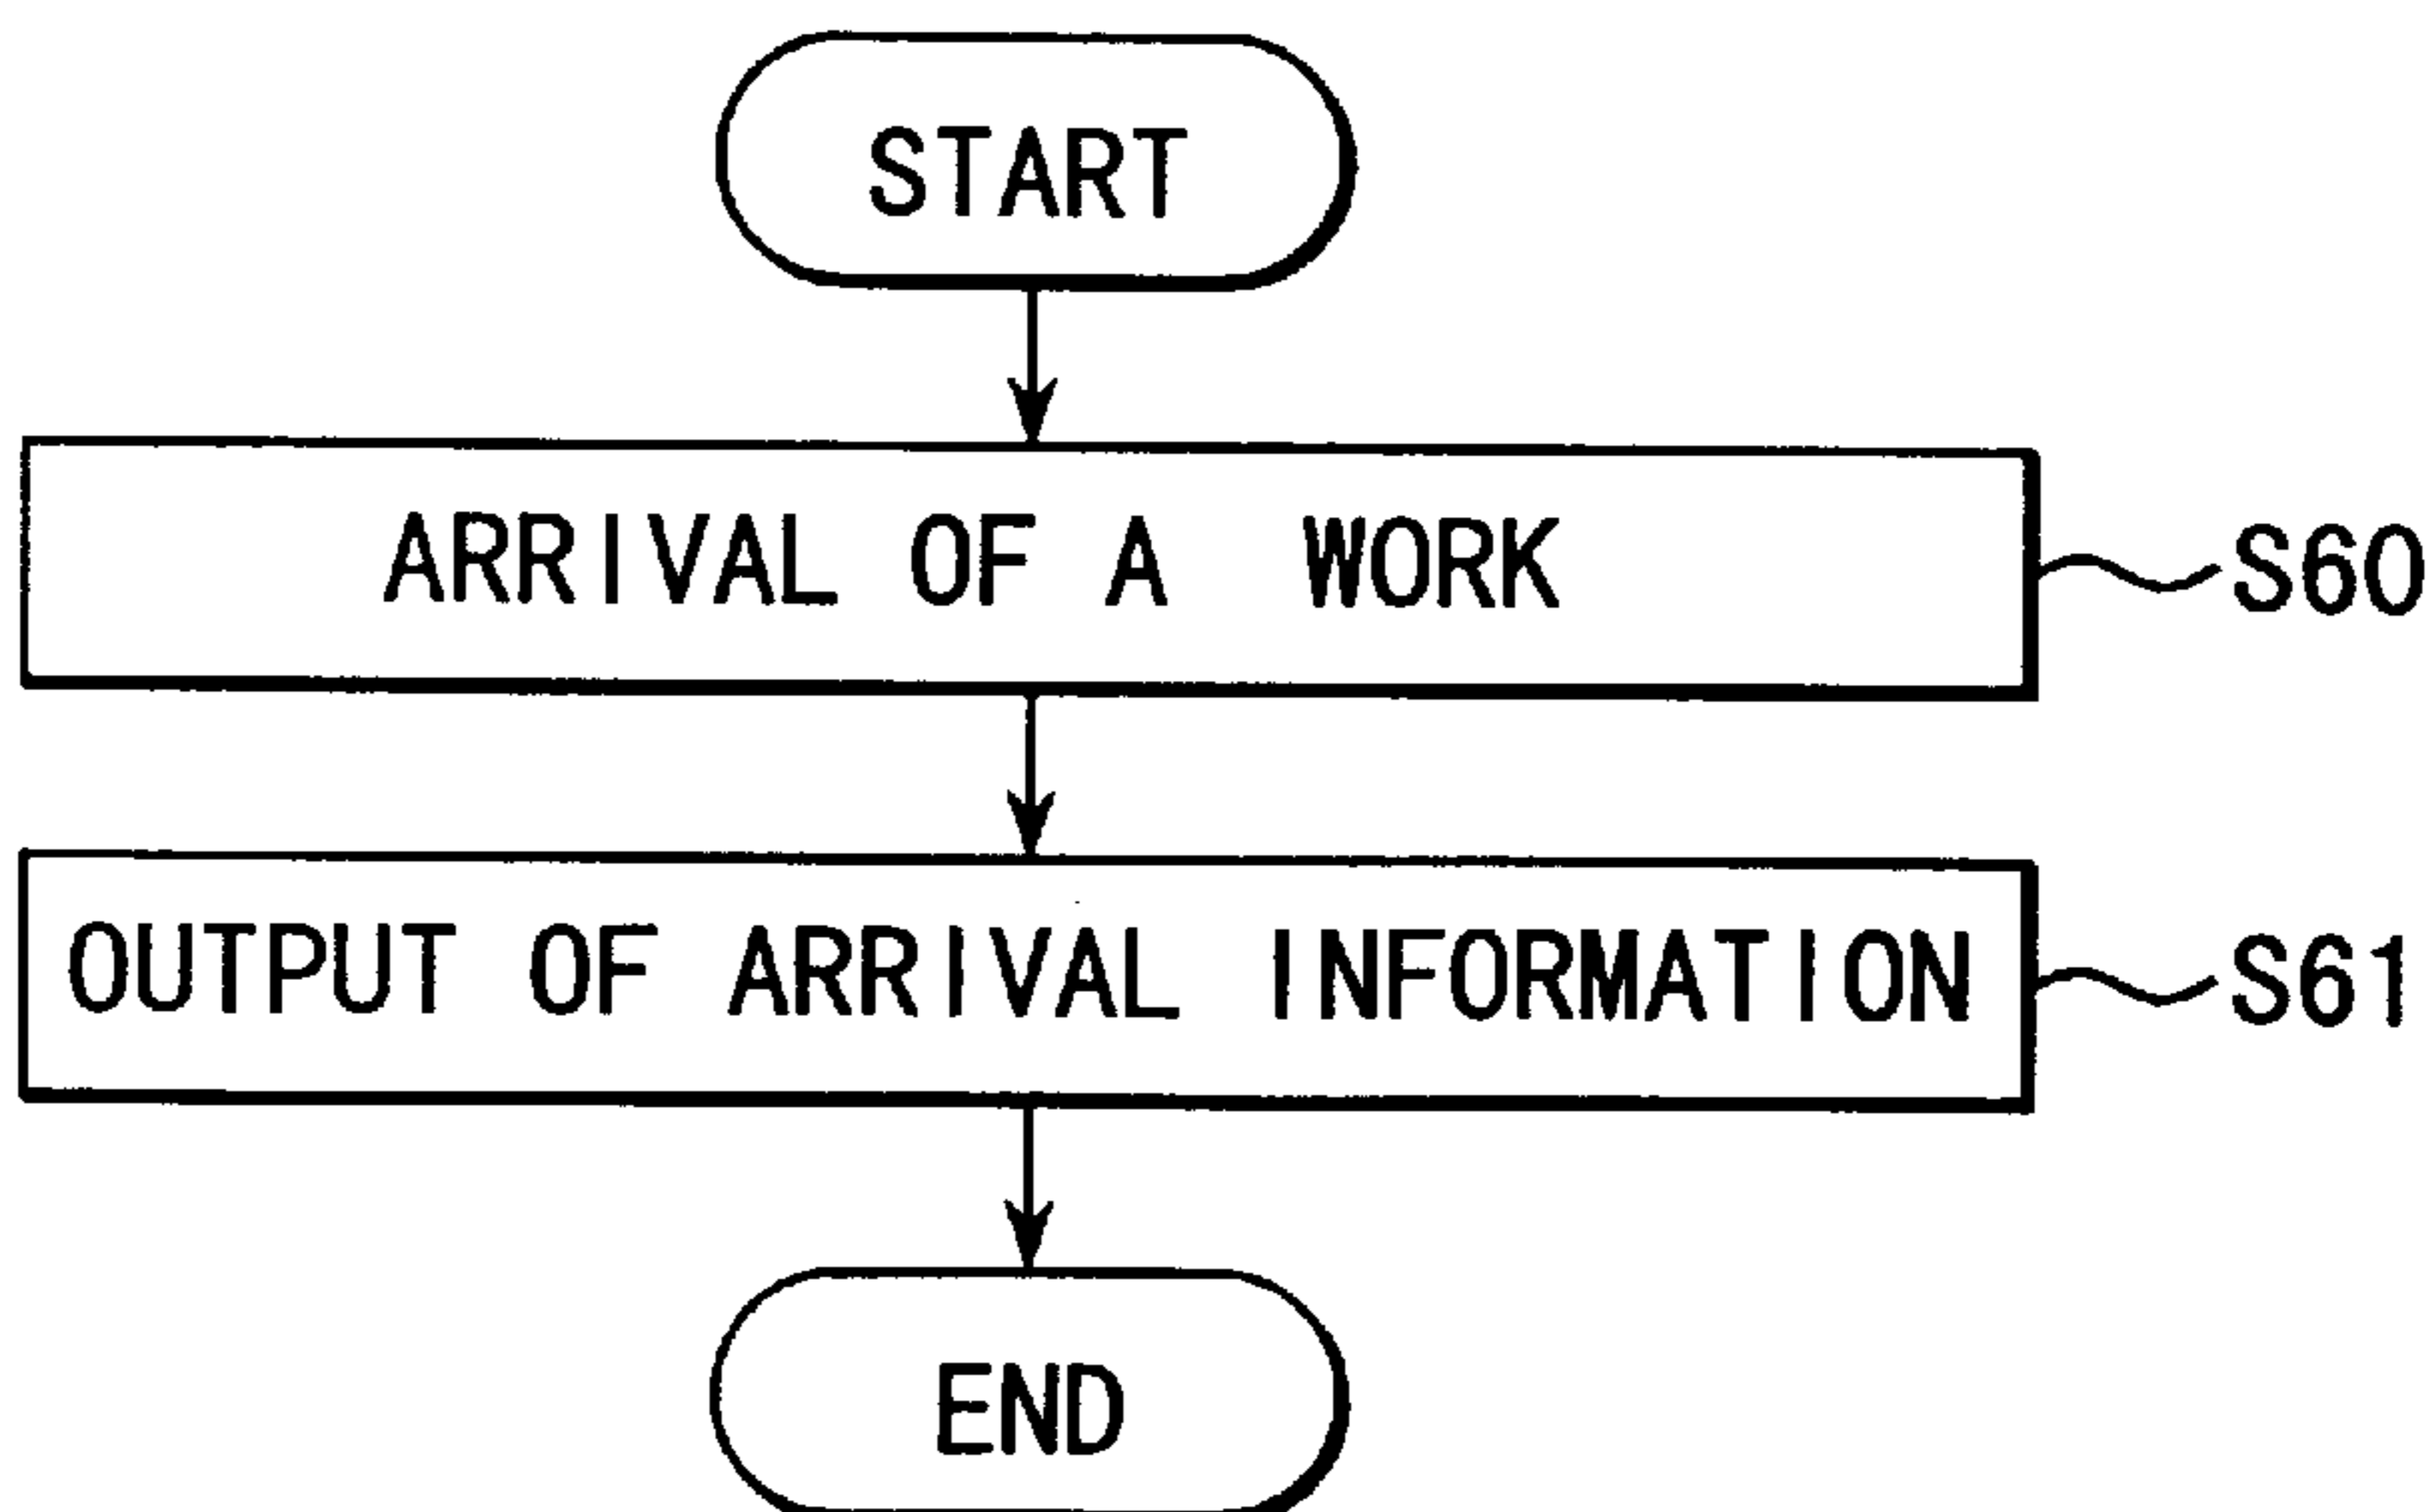 START
ARRIVAL OF A WORK
S60
OUTPUT OF ARRIVAL INFORMATION
S61
END